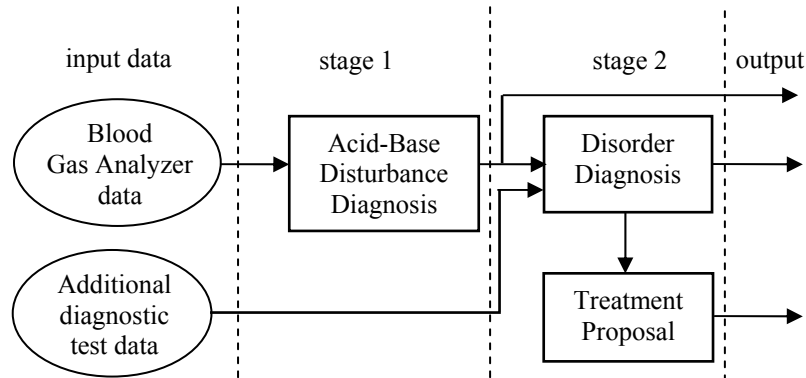 input data
stage 1
stage 2
output
Blood
Gas Analyzer
data
Acid-Base
Disturbance
Diagnosis
Disorder
Diagnosis
Additional
diagnostic
test data
Treatment
Proposal